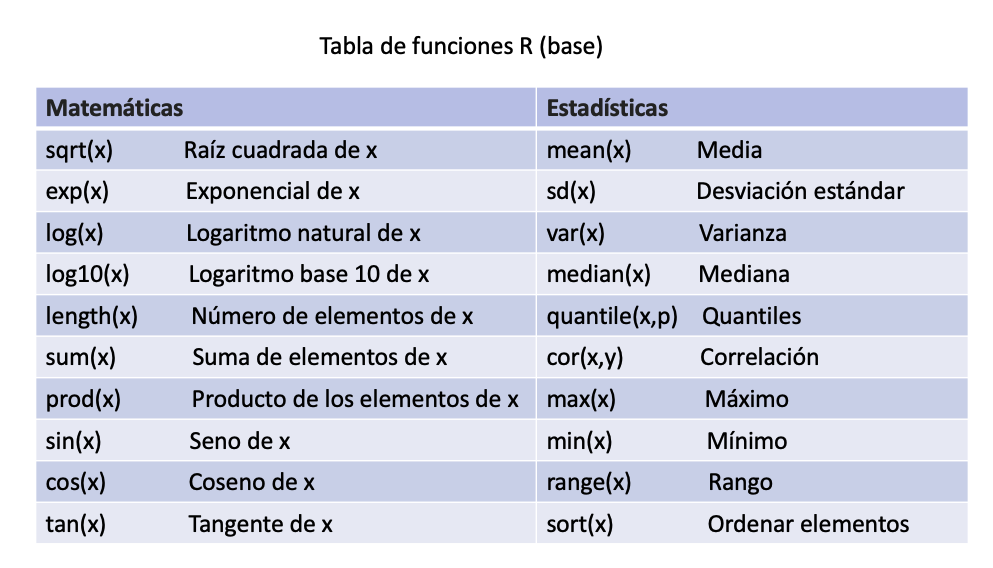 Tabla de funciones R (base)
Matemáticas Estadísticas
sqrt(x) Raíz cuadrada de x mean(x) Media
exp(x) Exponencial de x sd(x) Desviación estándar
log(x) Logaritmo natural de x var(x) Varianza
log10(x) Logaritmo base 10 de x median(x) Mediana
length(x) Número de elementos de x quantile(x,p) Quantiles
sum(x) Suma de elementos de x cor(x,y) Correlación
prod(x) Producto de los elementos de x max(x) Máximo
sin(x) Seno de x min(x) Mínimo
cos(x) Coseno de x range(x) Rango
tan(x) Tangente de x sort(x) Ordenar elementos